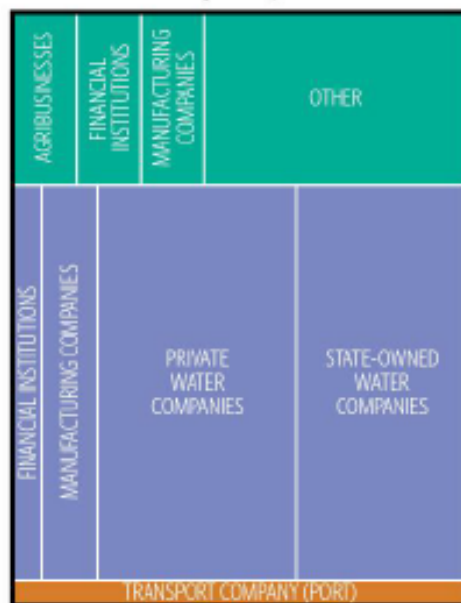 AGRIBUSINESSES
FINANCIAL
INSTITUTIONS
MANUFACTURING
COMPANIES
OTHER
FINANCIAL INSTITUTIONS
MANUFACTURING COMPANIES
PRIVATE
WATER
COMPANIES
STATE-OWNED
WATER
COMPANIES
TRANSPORT COMPANY (PORT)